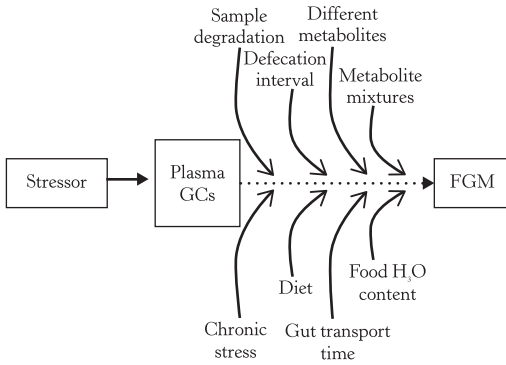 Sample
degradation
Different
metabolites
Defecation
interval
Metabolite
mixtures
Stressor
Plasma
GCs
FGM
Chronic
stress
Diet
Gut transport
time
Food H₃O
content